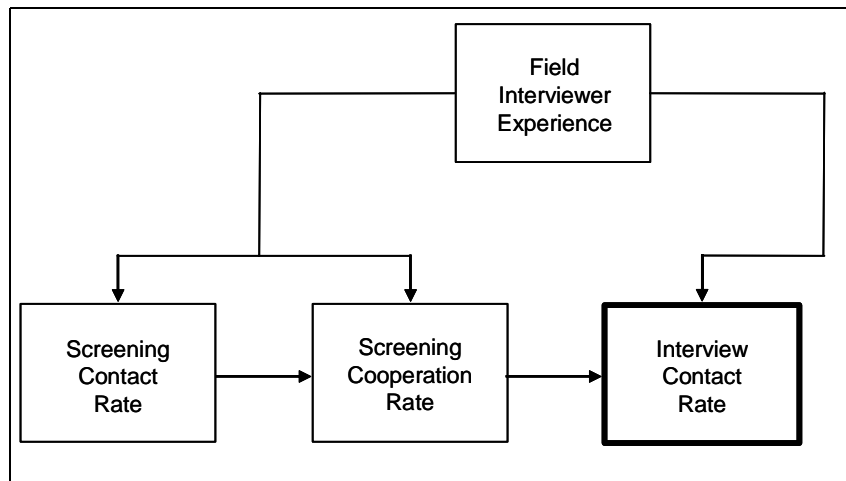 Field
Interviewer
Experience
Screening
Contact
Rate
Screening
Cooperation
Rate
Interview
Contact
Rate